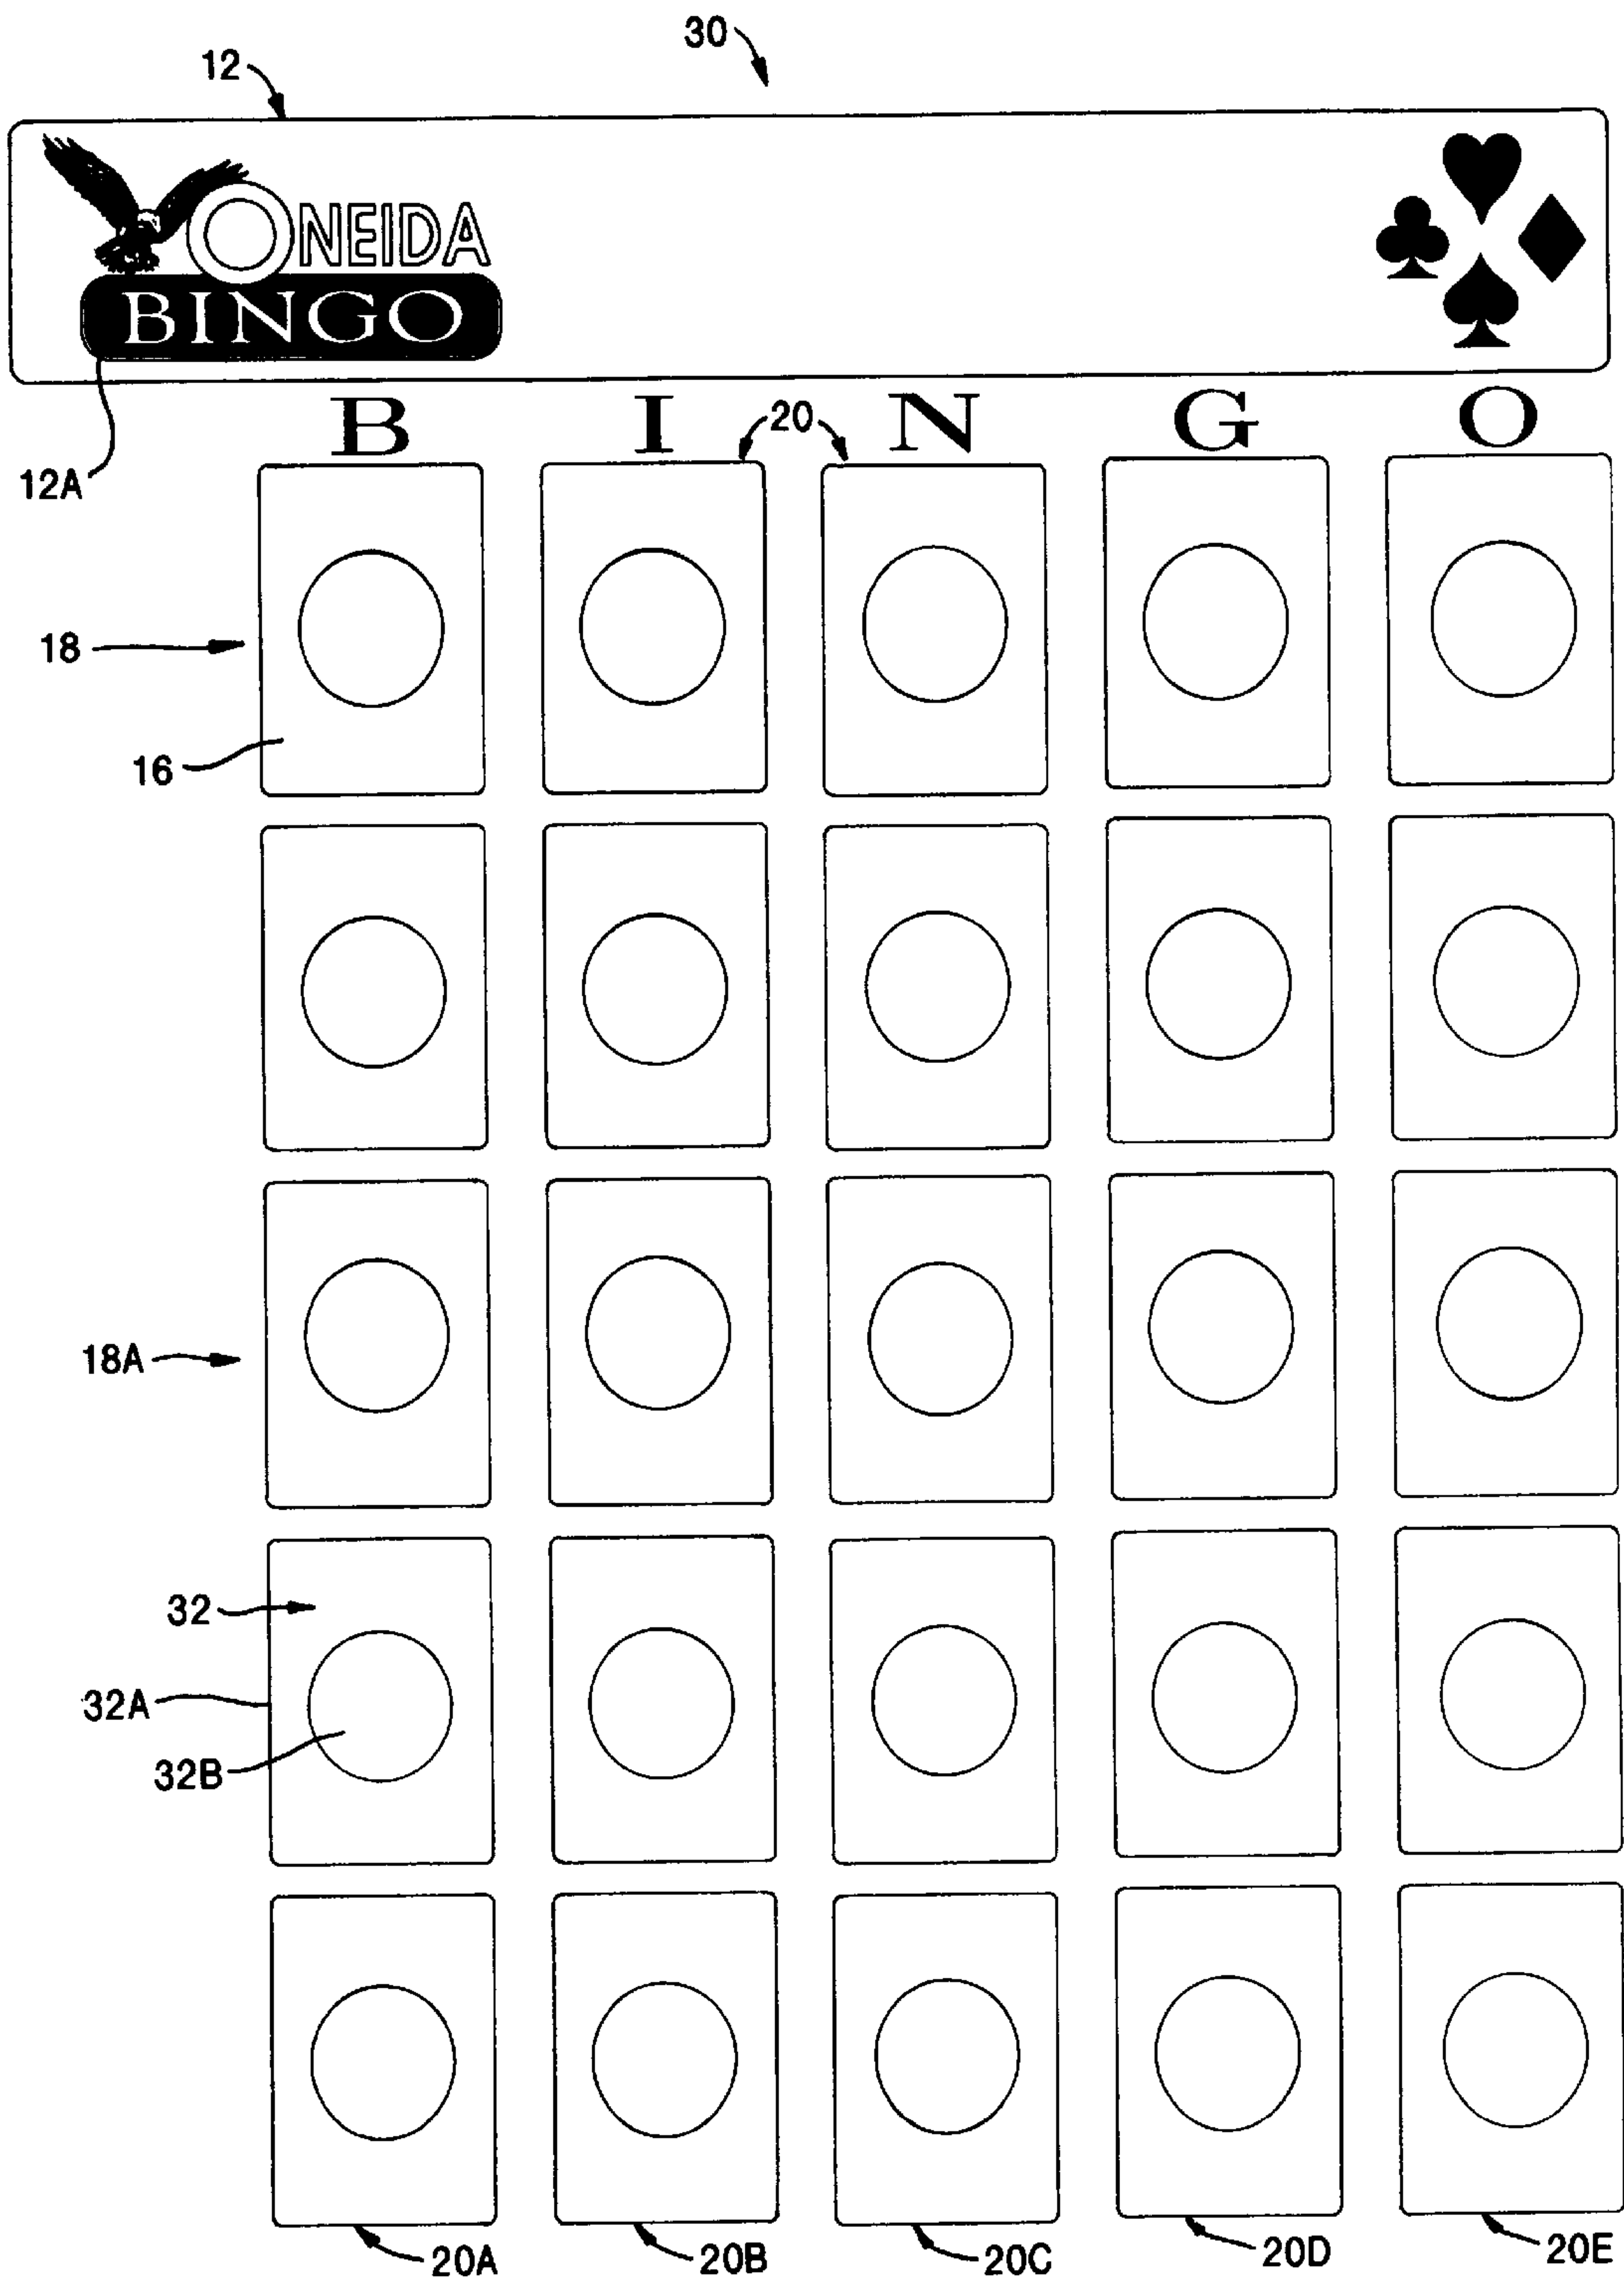 30
12
ONEIDA
BINGO
12A
B I N G O
20
18
16
18A
32
32A
32B
20A 20B 20C 20D 20E